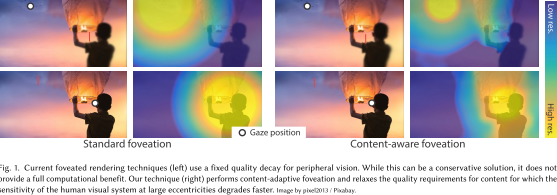 Low res.
High res.
Gaze position
Standard foveation
Content-aware foveation
Fig. 1. Current foveated rendering techniques (left) use a fixed quality decay for peripheral vision. While this can be a conservative solution, it does not
provide a full computational benefit. Our technique (right) performs content-adaptive foveation and relaxes the quality requirements for content for which the
sensitivity of the human visual system at large eccentricities degrades faster. Image by pixel2013 / Pixabay.